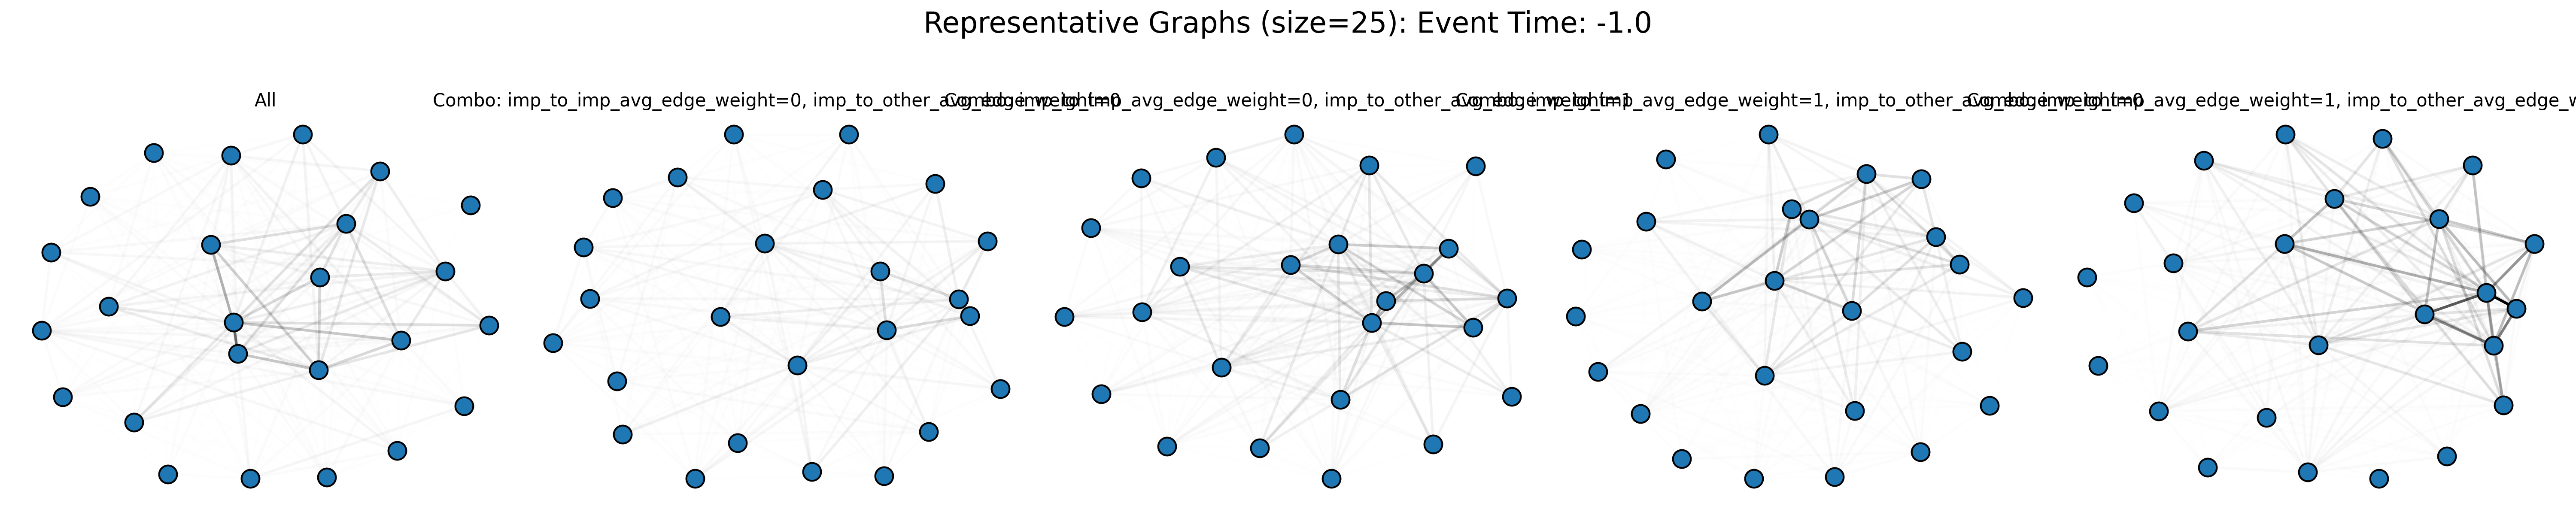 Representative Graphs (size=25): Event Time: -1.0
All
Combo: imp_to_imp_avg_edge_weight=0, imp_to_other_avg_edge_weight=0
Combo: imp_to_imp_avg_edge_weight=0, imp_to_other_avg_edge_weight=1
Combo: imp_to_imp_avg_edge_weight=1, imp_to_other_avg_edge_weight=0
Combo: imp_to_imp_avg_edge_weight=1, imp_to_other_avg_edge_w